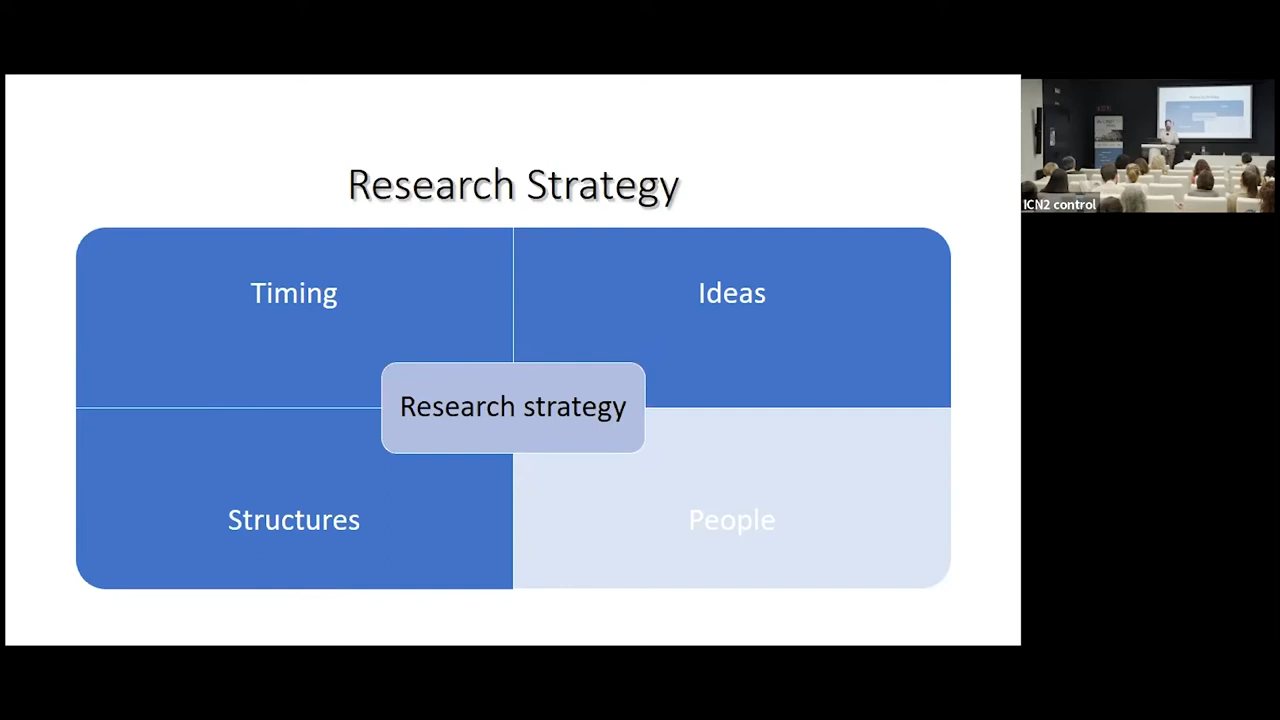 Research Strategy
Timing
Ideas
Research strategy
Structures
People
ICN2 control